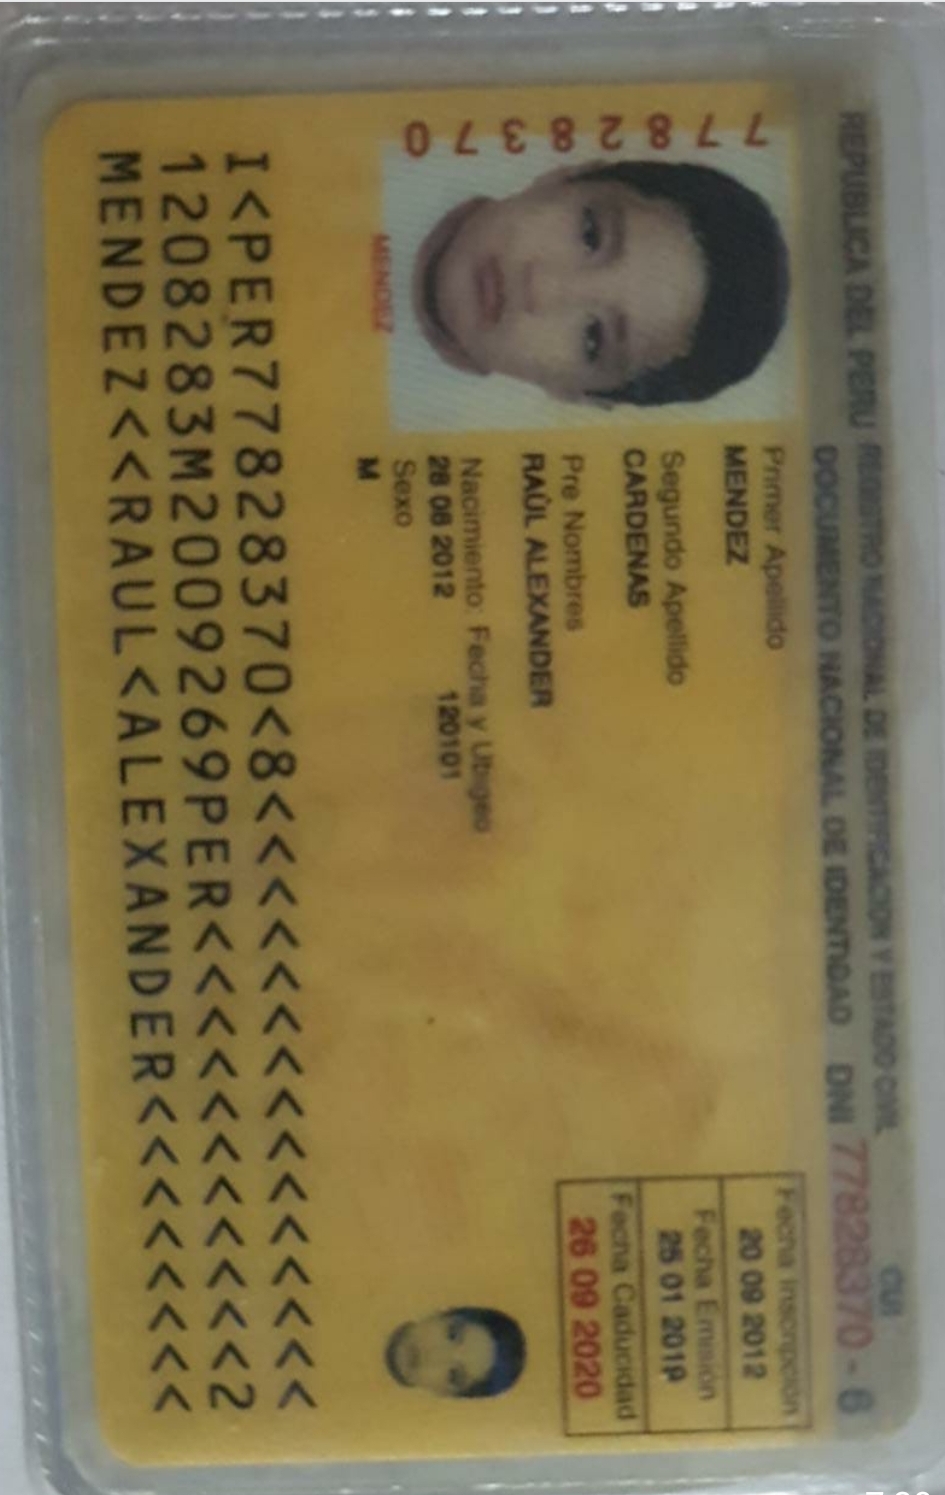 REPUBLICA DEL PERU REGISTRO NACIONAL DE IDENTIFICACION Y ESTADO CIVIL
CUI
DOCUMENTO NACIONAL DE IDENTIDAD DNI 77828370 - 6
77828370
Primer Apellido
MENDEZ
Segundo Apellido
CARDENAS
Pre Nombres
RAÚL ALEXANDER
Nacimiento: Fecha y Ubigeo
28 08 2012 120101
Sexo
M
MENDEZ
Fecha Inscripción
20 09 2012
Fecha Emisión
Fecha Caducidad
26 09 2020
I<PER77828370<8<<<<<<<<<<<<<<<
1208283M2009269PER<<<<<<<<<<<2
MENDEZ<<RAUL<ALEXANDER<<<<<<<<